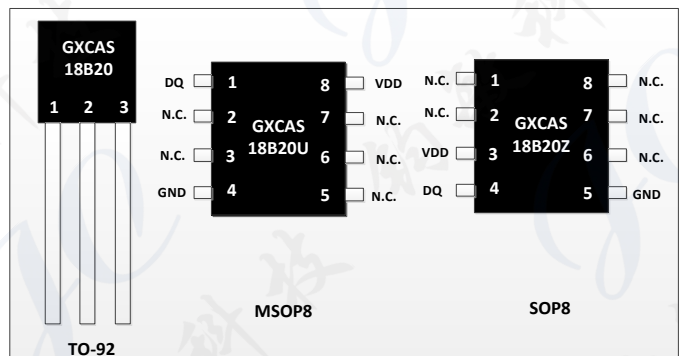 GXCAS
18B20
1 2 3
TO-92
DQ 1 8 VDD
N.C. 2 7 N.C.
GXCAS
18B20U
N.C. 3 6 N.C.
GND 4 5 N.C.
MSOP8
N.C. 1 8 N.C.
N.C. 2 7 N.C.
GXCAS
18B20Z
VDD 3 6 N.C.
DQ 4 5 GND
SOP8